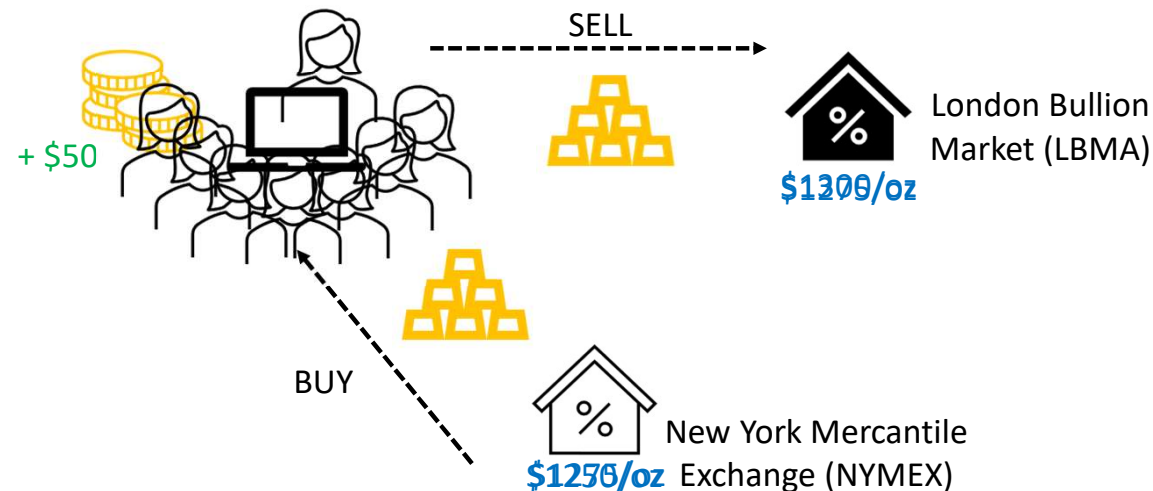 SELL
+ $50
London Bullion
Market (LBMA)
BUY
New York Mercantile
Exchange (NYMEX)